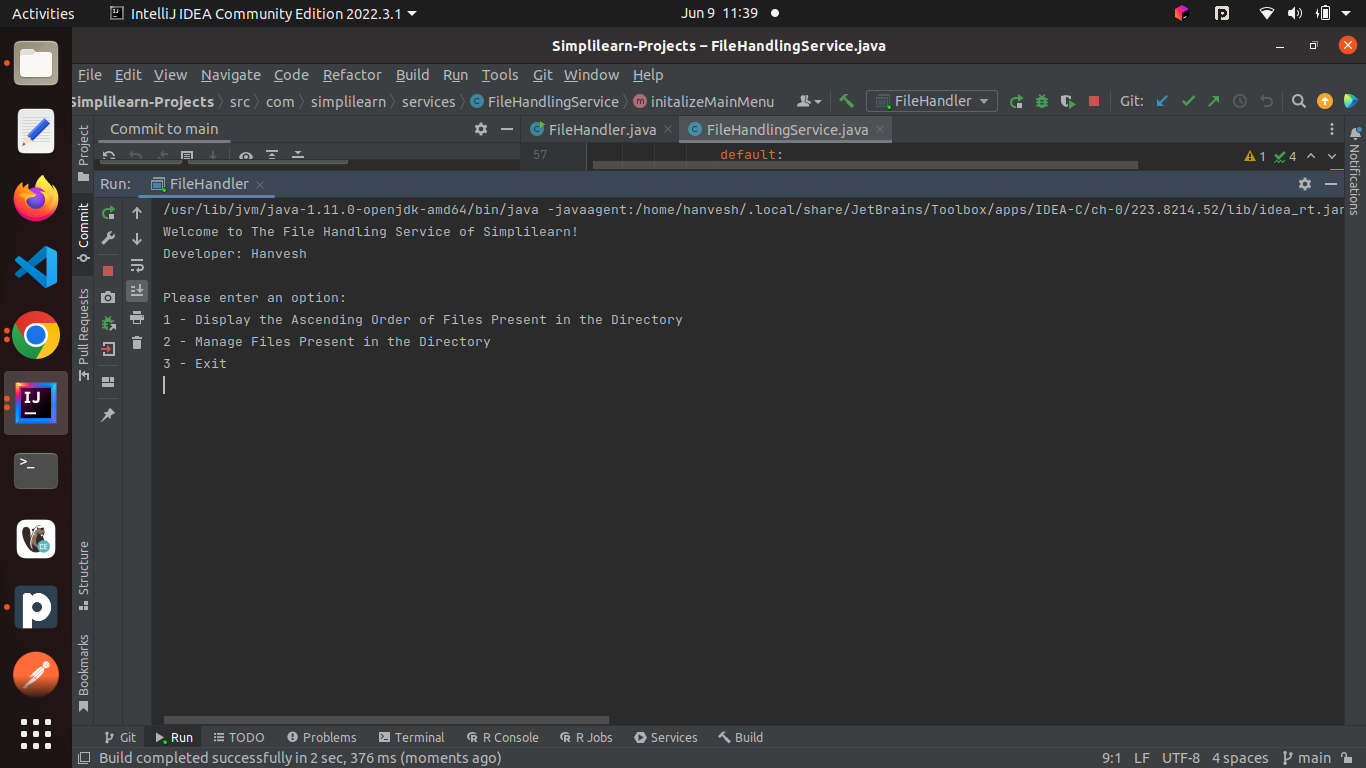 Activities
IntelliJ IDEA Community Edition 2022.3.1
Jun 9 11:39
Simplilearn-Projects – FileHandlingService.java
File Edit View Navigate Code Refactor Build Run Tools Git Window Help
Simplilearn-Projects src com simplilearn services FileHandlingService initalizeMainMenu
FileHandler
Git:
Commit to main
FileHandler.java
FileHandlingService.java
57
default:
1 4
Run: FileHandler
/usr/lib/jvm/java-1.11.0-openjdk-amd64/bin/java -javaagent:/home/hanvesh/.local/share/JetBrains/Toolbox/apps/IDEA-C/ch-0/223.8214.52/lib/idea_rt.jar
Welcome to The File Handling Service of Simplilearn!
Developer: Hanvesh
Please enter an option:
1 - Display the Ascending Order of Files Present in the Directory
2 - Manage Files Present in the Directory
3 - Exit
Project
Commit
Pull Requests
Structure
Bookmarks
Notifications
Git Run TODO Problems Terminal R Console R Jobs Services Build
Build completed successfully in 2 sec, 376 ms (moments ago)
9:1 LF UTF-8 4 spaces main